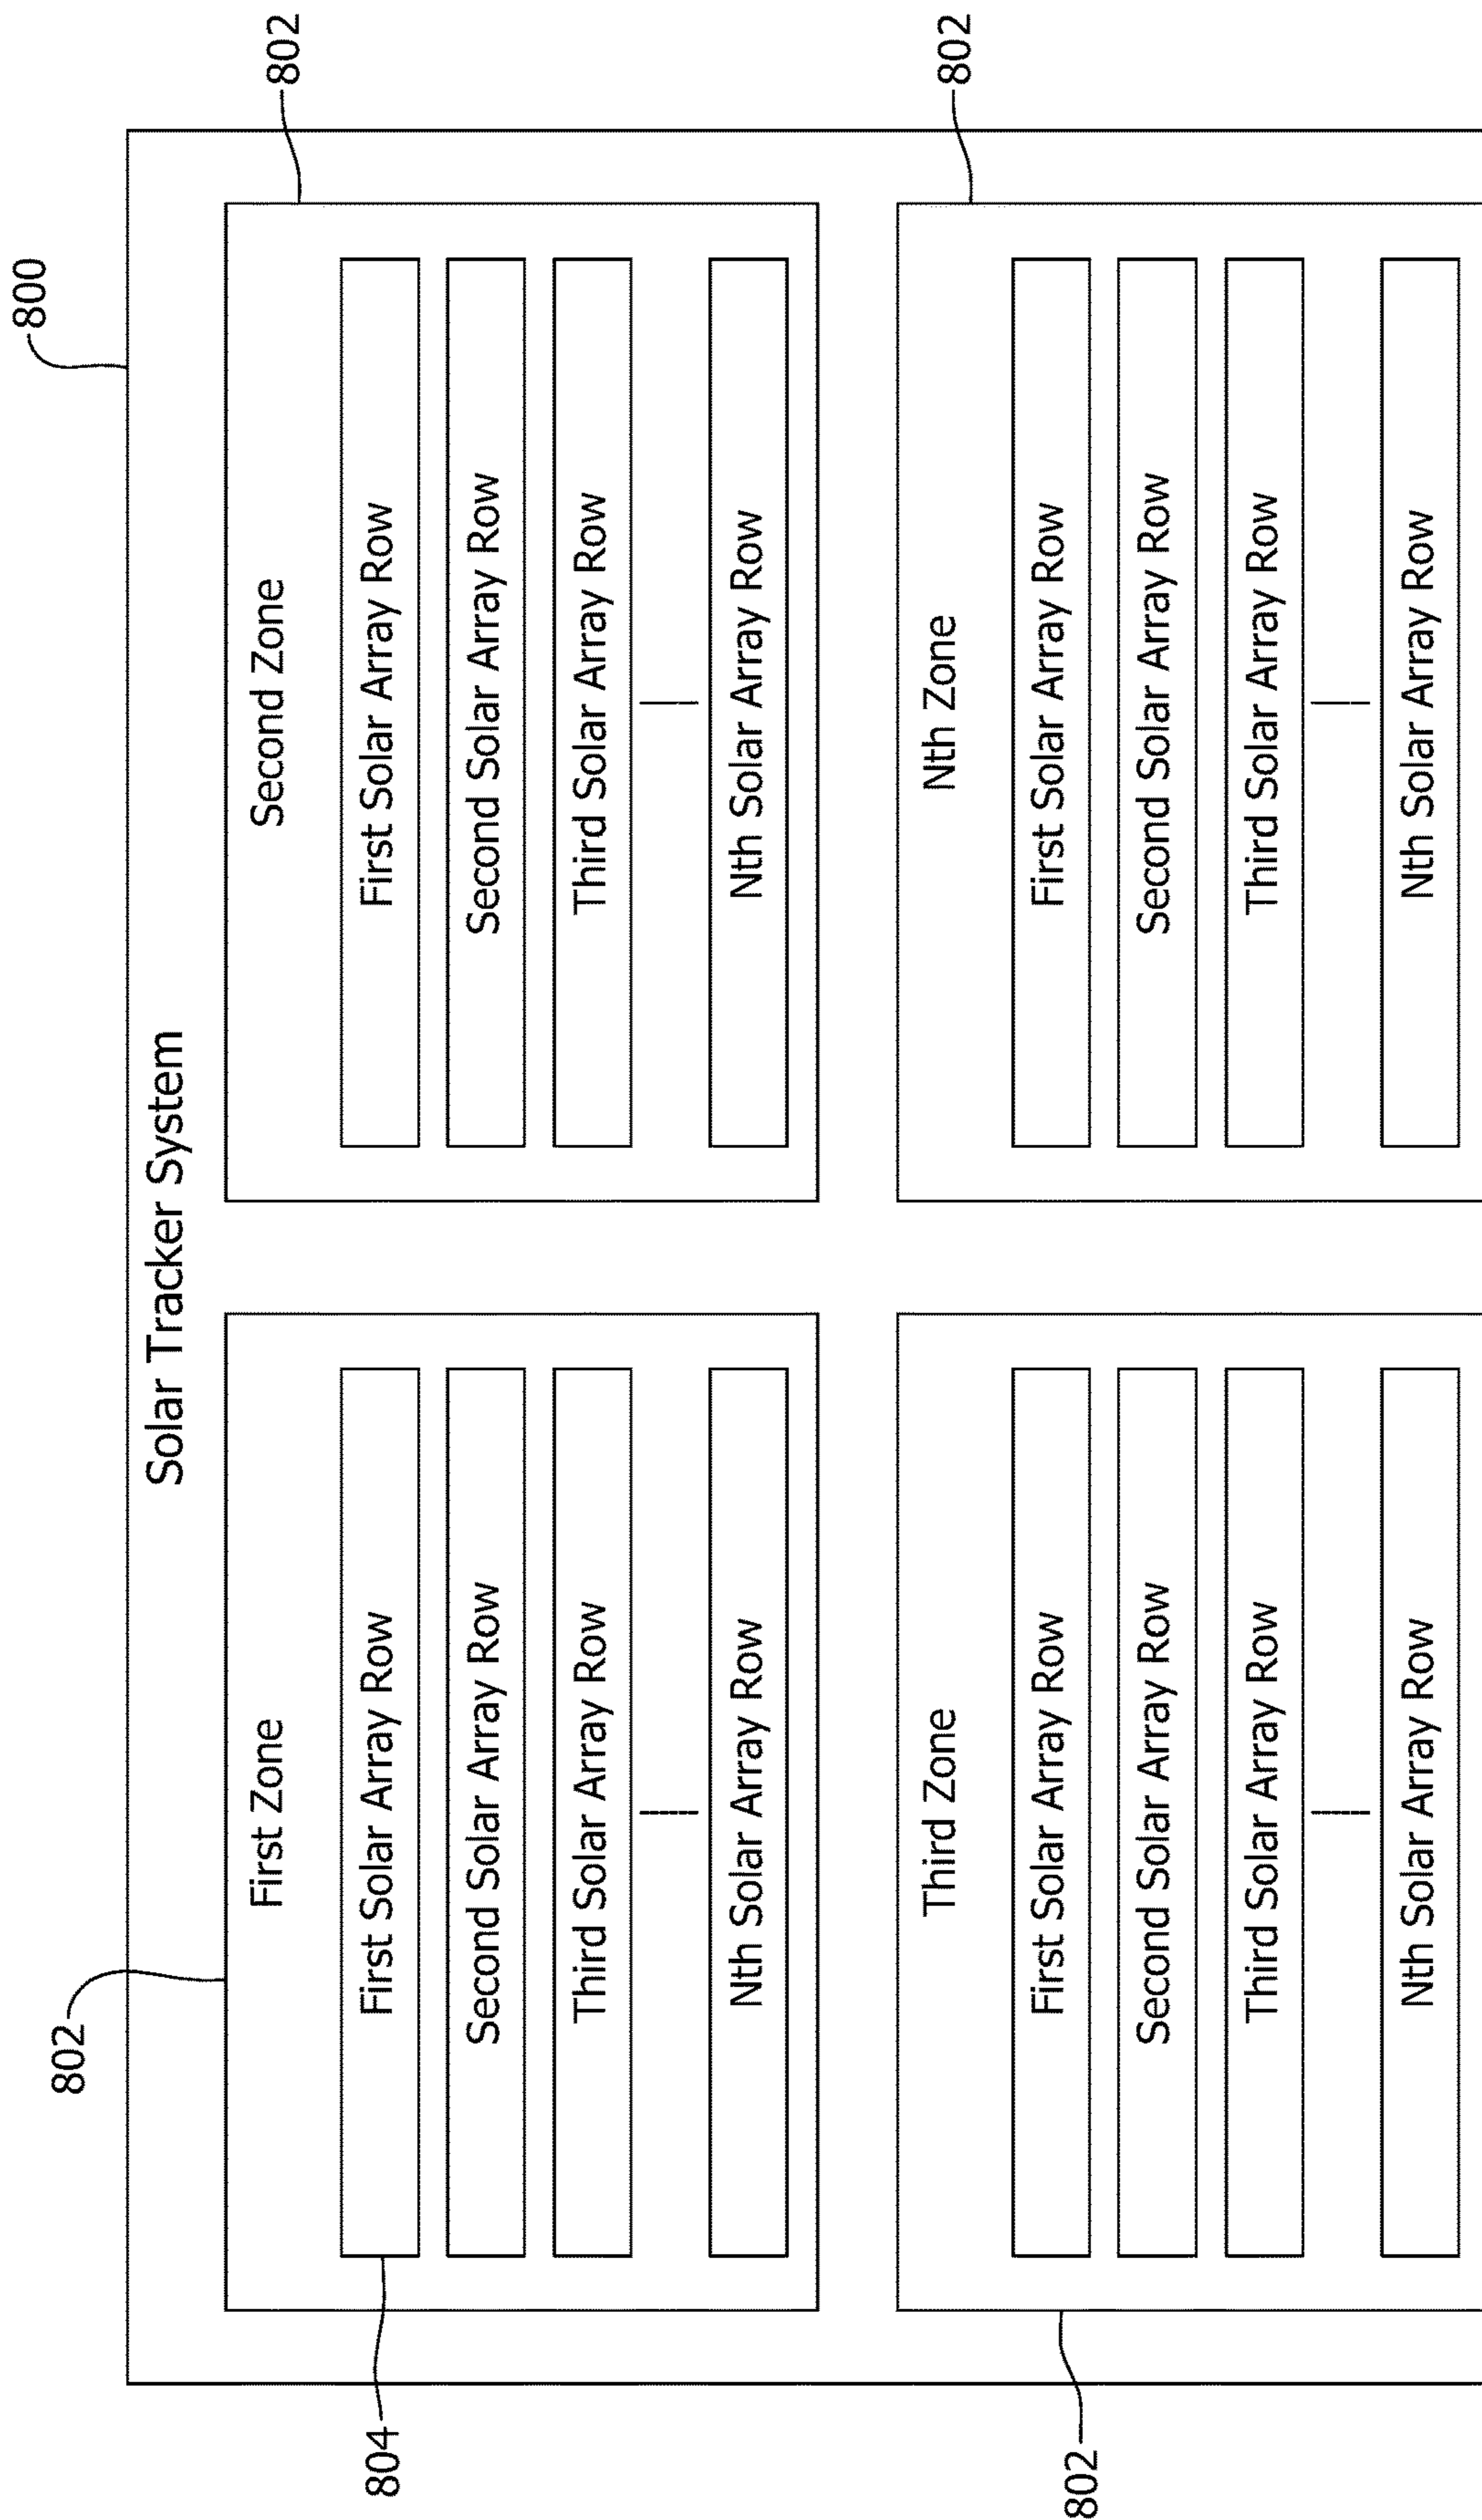 800
Solar Tracker System
802
First Zone
804
First Solar Array Row
Second Solar Array Row
Third Solar Array Row
Nth Solar Array Row
802
Second Zone
First Solar Array Row
Second Solar Array Row
Third Solar Array Row
Nth Solar Array Row
802
Third Zone
First Solar Array Row
Second Solar Array Row
Third Solar Array Row
Nth Solar Array Row
802
Nth Zone
First Solar Array Row
Second Solar Array Row
Third Solar Array Row
Nth Solar Array Row